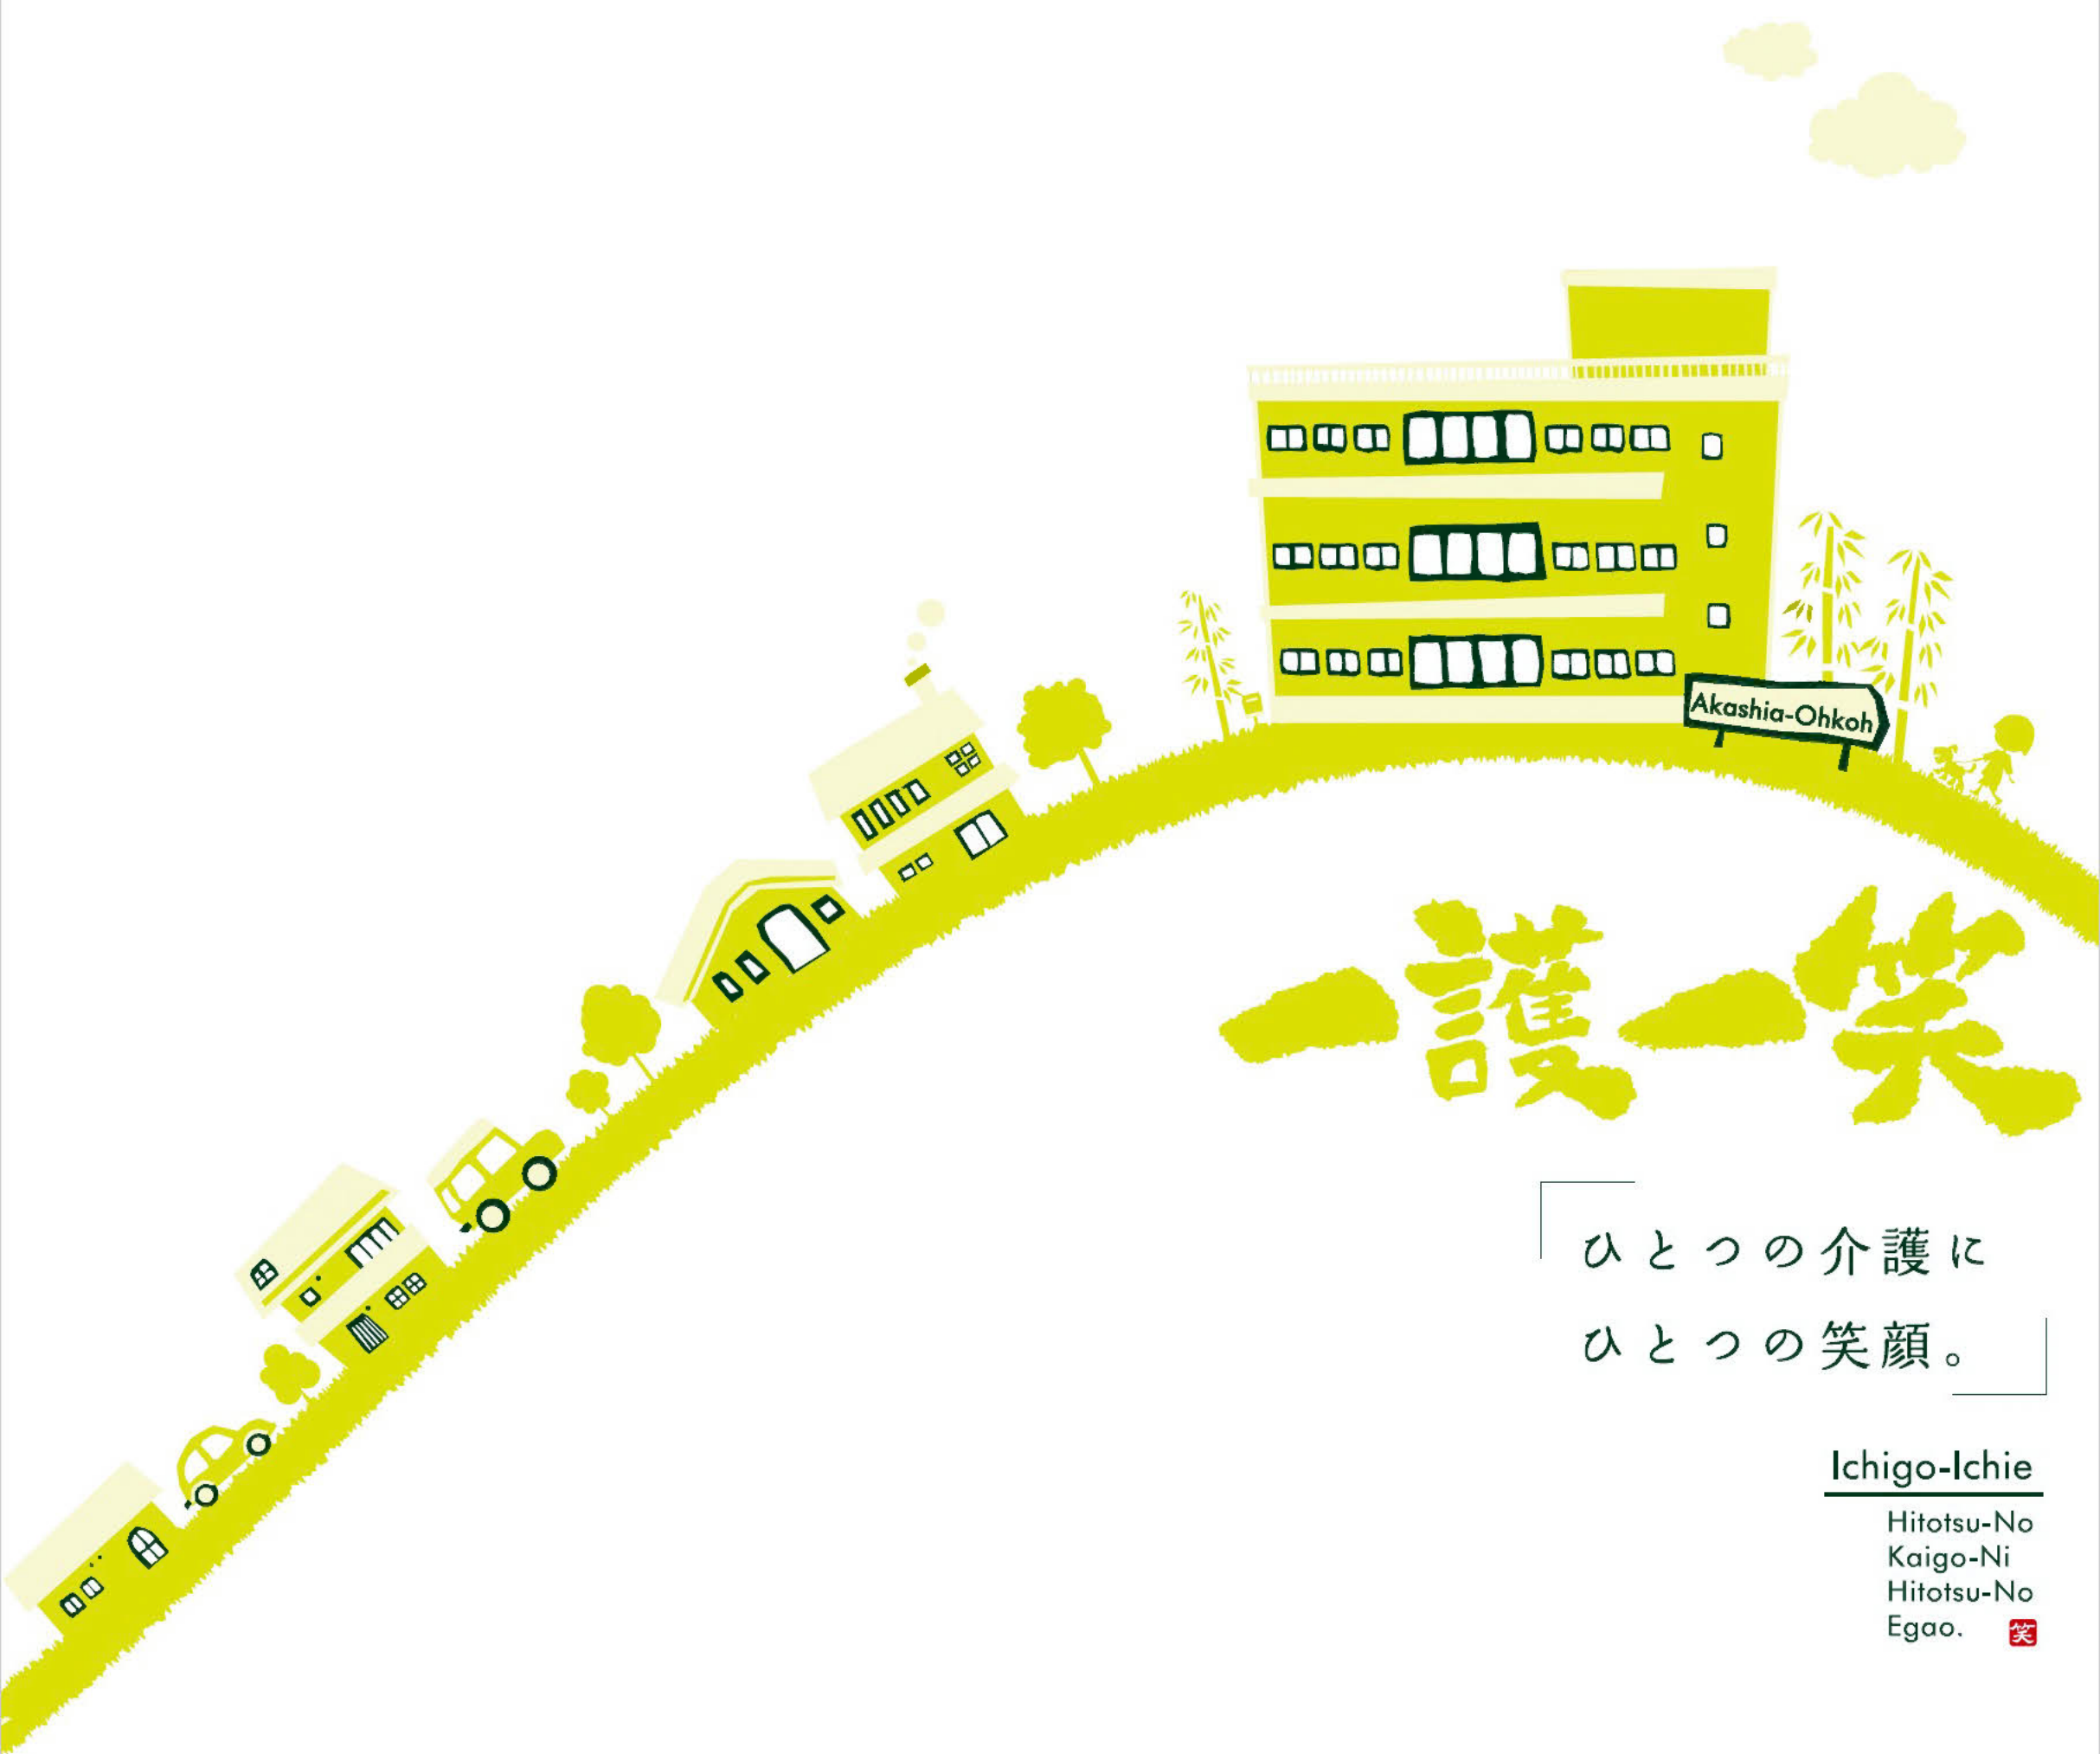 Akashia-Ohkoh
一護一笑
「ひとつの介護に
ひとつの笑顔。」
Ichigo-Ichie
Hitotsu-No
Kaigo-Ni
Hitotsu-No
Egao.
笑